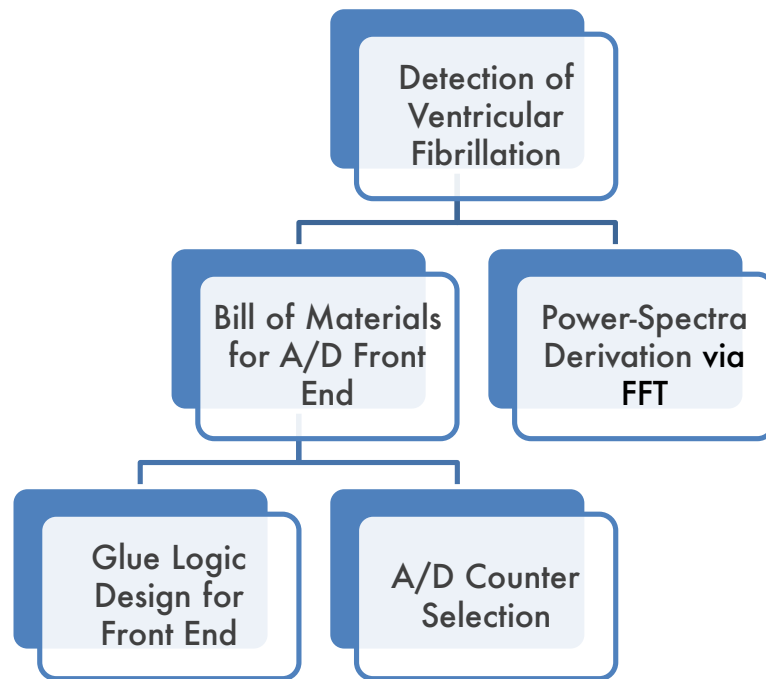 Detection of
Ventricular
Fibrillation
Bill of Materials
for A/D Front
End
Power-Spectra
Derivation via
FFT
Glue Logic
Design for
Front End
A/D Counter
Selection